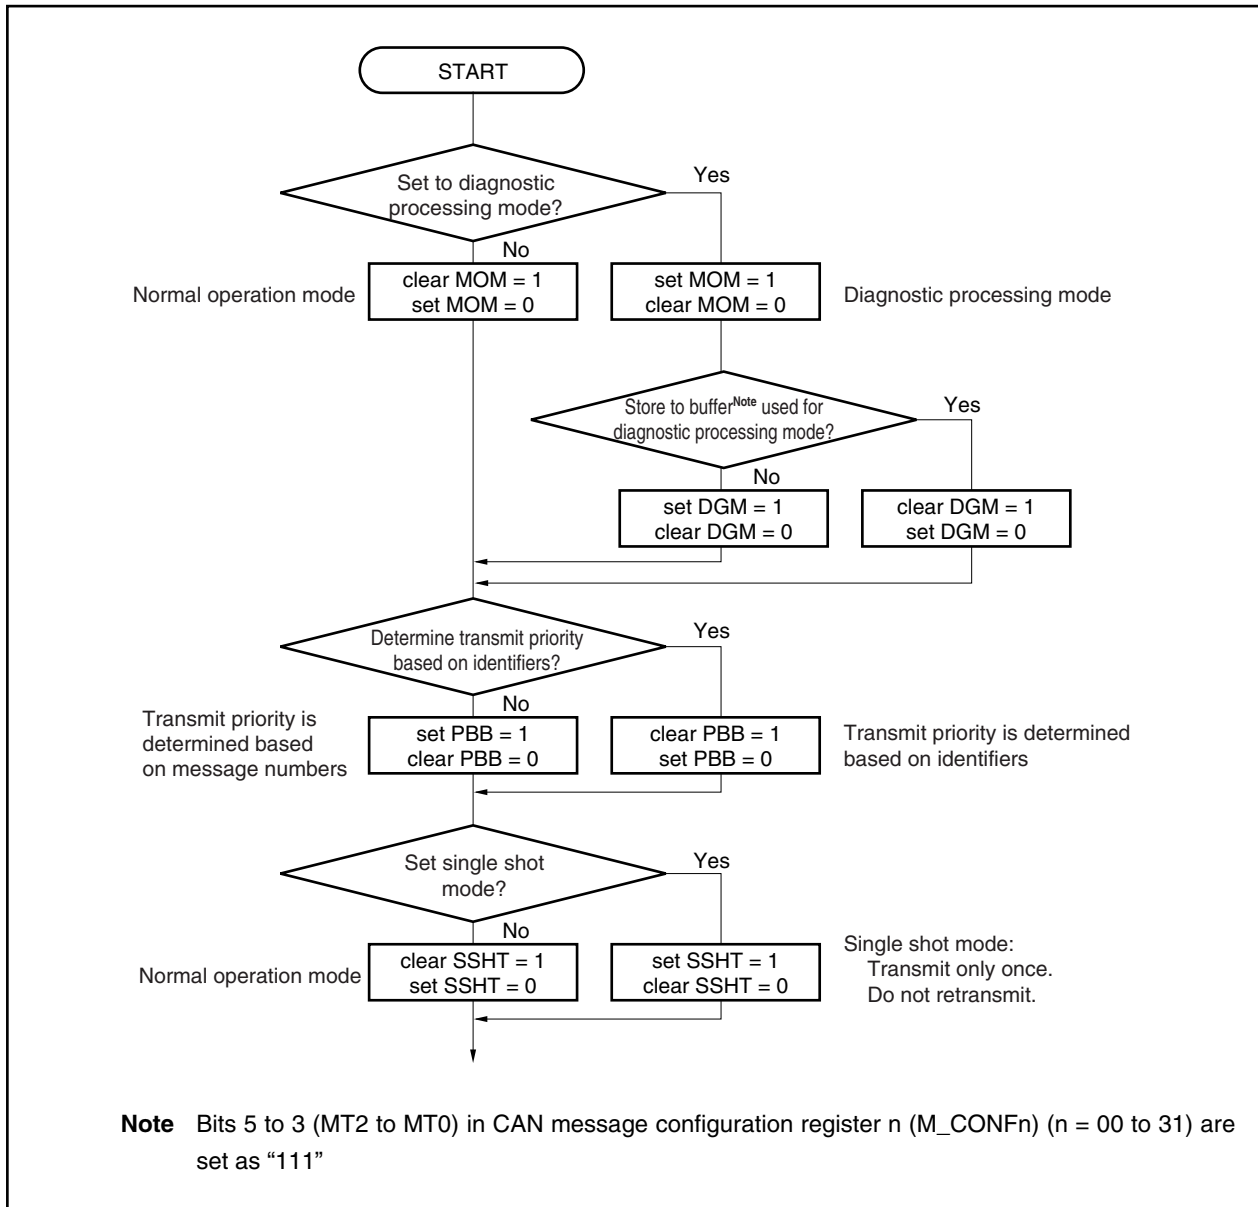 START
Set to diagnostic
processing mode?
Yes
No
Normal operation mode
clear MOM = 1
set MOM = 0
set MOM = 1
clear MOM = 0
Diagnostic processing mode
Store to bufferNote used for
diagnostic processing mode?
Yes
No
set DGM = 1
clear DGM = 0
clear DGM = 1
set DGM = 0
Determine transmit priority
based on identifiers?
Yes
No
Transmit priority is
determined based
on message numbers
set PBB = 1
clear PBB = 0
clear PBB = 1
set PBB = 0
Transmit priority is determined
based on identifiers
Set single shot
mode?
Yes
No
Normal operation mode
clear SSHT = 1
set SSHT = 0
set SSHT = 1
clear SSHT = 0
Single shot mode:
Transmit only once.
Do not retransmit.
Note Bits 5 to 3 (MT2 to MT0) in CAN message configuration register n (M_CONFn) (n = 00 to 31) are
set as “111”